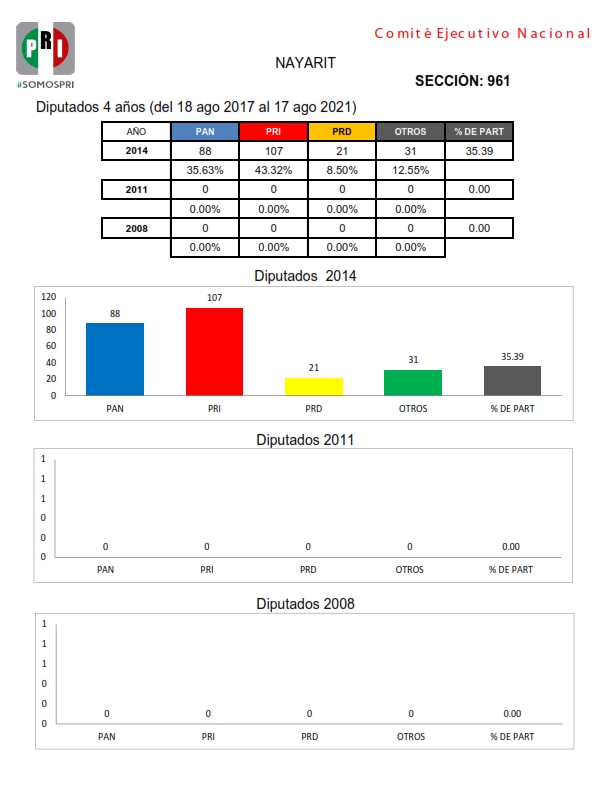 Comité Ejecutivo Nacional
PRI
#SOMOSPRI
NAYARIT
SECCIÓN: 961
Diputados 4 años (del 18 ago 2017 al 17 ago 2021)
AÑO PAN PRI PRD OTROS % DE PART
2014 88 107 21 31 35.39
35.63% 43.32% 8.50% 12.55%
2011 0 0 0 0 0.00
0.00% 0.00% 0.00% 0.00%
2008 0 0 0 0 0.00
0.00% 0.00% 0.00% 0.00%
Diputados 2014
120
100
80
60
40
20
0
88 107 21 31 35.39
PAN PRI PRD OTROS % DE PART
Diputados 2011
1
1
1
0
0
0
0 0 0 0 0.00
PAN PRI PRD OTROS % DE PART
Diputados 2008
1
1
1
0
0
0
0 0 0 0 0.00
PAN PRI PRD OTROS % DE PART